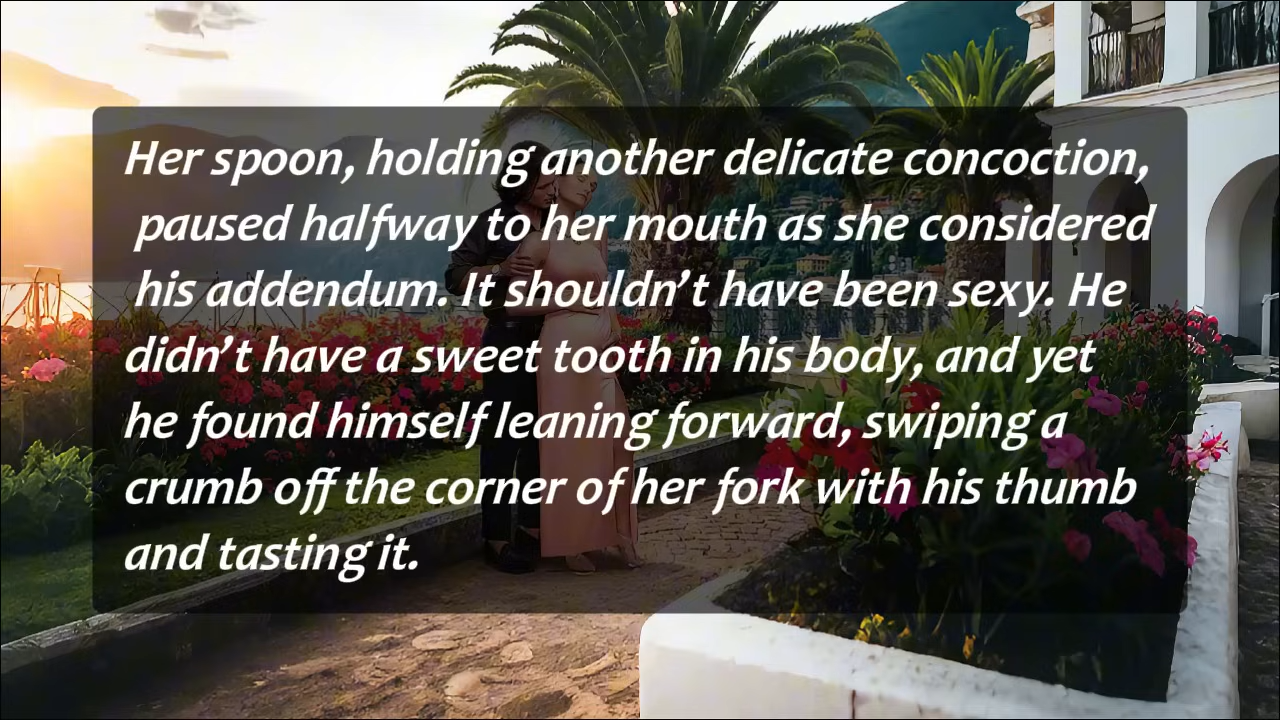 Her spoon, holding another delicate concoction,
paused halfway to her mouth as she considered
his addendum. It shouldn’t have been sexy. He
didn’t have a sweet tooth in his body, and yet
he found himself leaning forward, swiping a
crumb off the corner of her fork with his thumb
and tasting it.